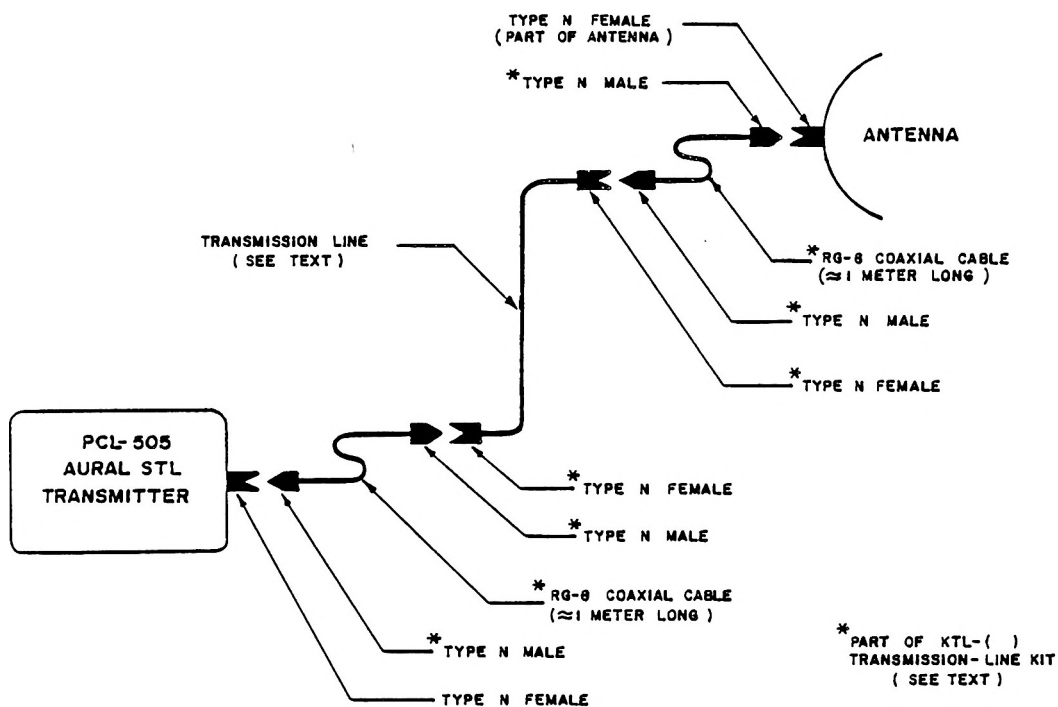 TYPE N FEMALE
(PART OF ANTENNA)
*TYPE N MALE
ANTENNA
TRANSMISSION LINE
(SEE TEXT)
*RG-8 COAXIAL CABLE
(≈1 METER LONG)
*TYPE N MALE
*TYPE N FEMALE
PCL-505
AURAL STL
TRANSMITTER
*TYPE N FEMALE
*TYPE N MALE
*RG-8 COAXIAL CABLE
(≈1 METER LONG)
*TYPE N MALE
TYPE N FEMALE
*PART OF KTL-( )
TRANSMISSION-LINE KIT
(SEE TEXT)